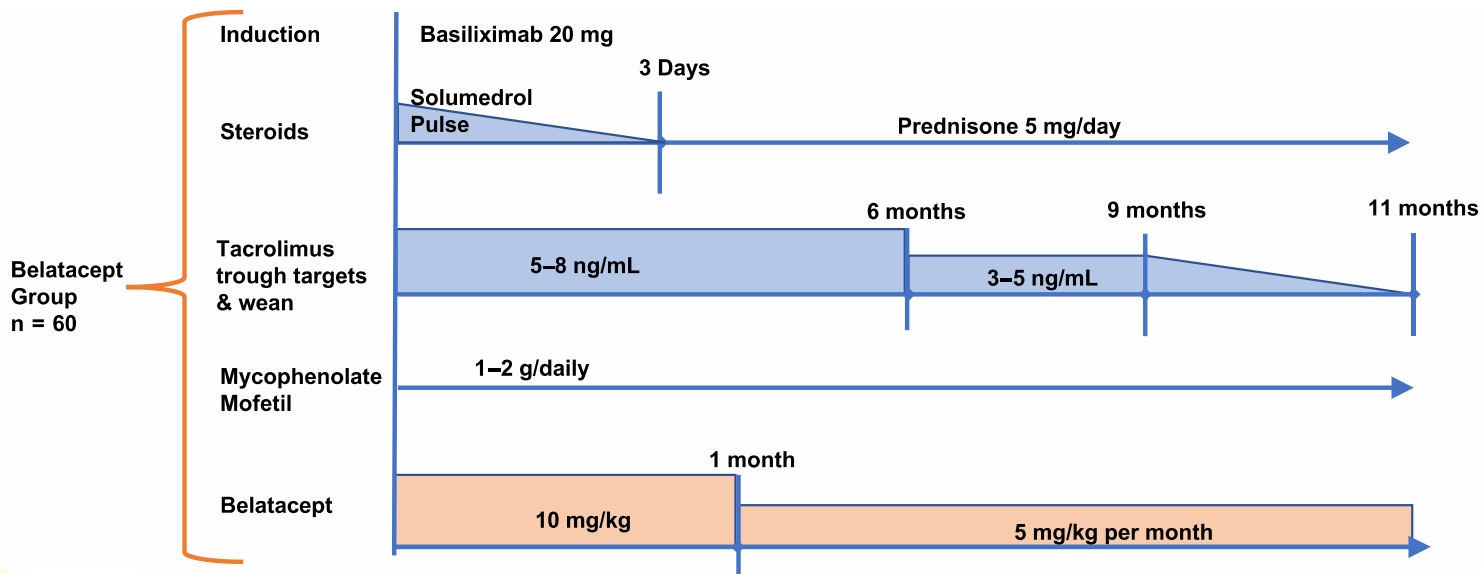 Belatacept
Group
n = 60
Induction
Basiliximab 20 mg
Steroids
Solumedrol
Pulse
3 Days
Prednisone 5 mg/day
Tacrolimus
trough targets
& wean
5–8 ng/mL
6 months
3–5 ng/mL
9 months
11 months
Mycophenolate
Mofetil
1–2 g/daily
Belatacept
10 mg/kg
1 month
5 mg/kg per month